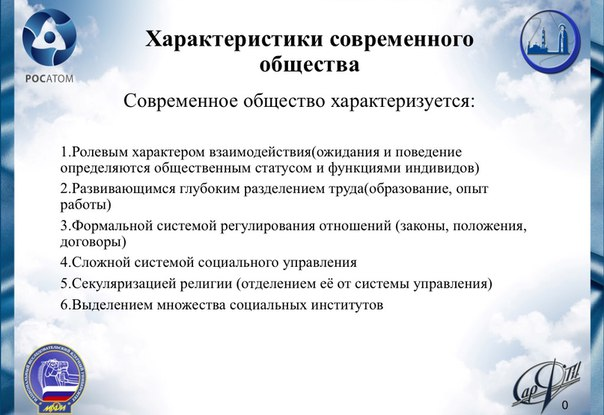 Характеристики современного
общества
РОСАТОМ
Современное общество характеризуется:
1.Ролевым характером взаимодействия(ожидания и поведение
определяются общественным статусом и функциями индивидов)
2.Развивающимся глубоким разделением труда(образование, опыт
работы)
3.Формальной системой регулирования отношений (законы, положения,
договоры)
4.Сложной системой социального управления
5.Секуляризацией религии (отделением её от системы управления)
6.Выделением множества социальных институтов
МИФИ
СарФТИ
0